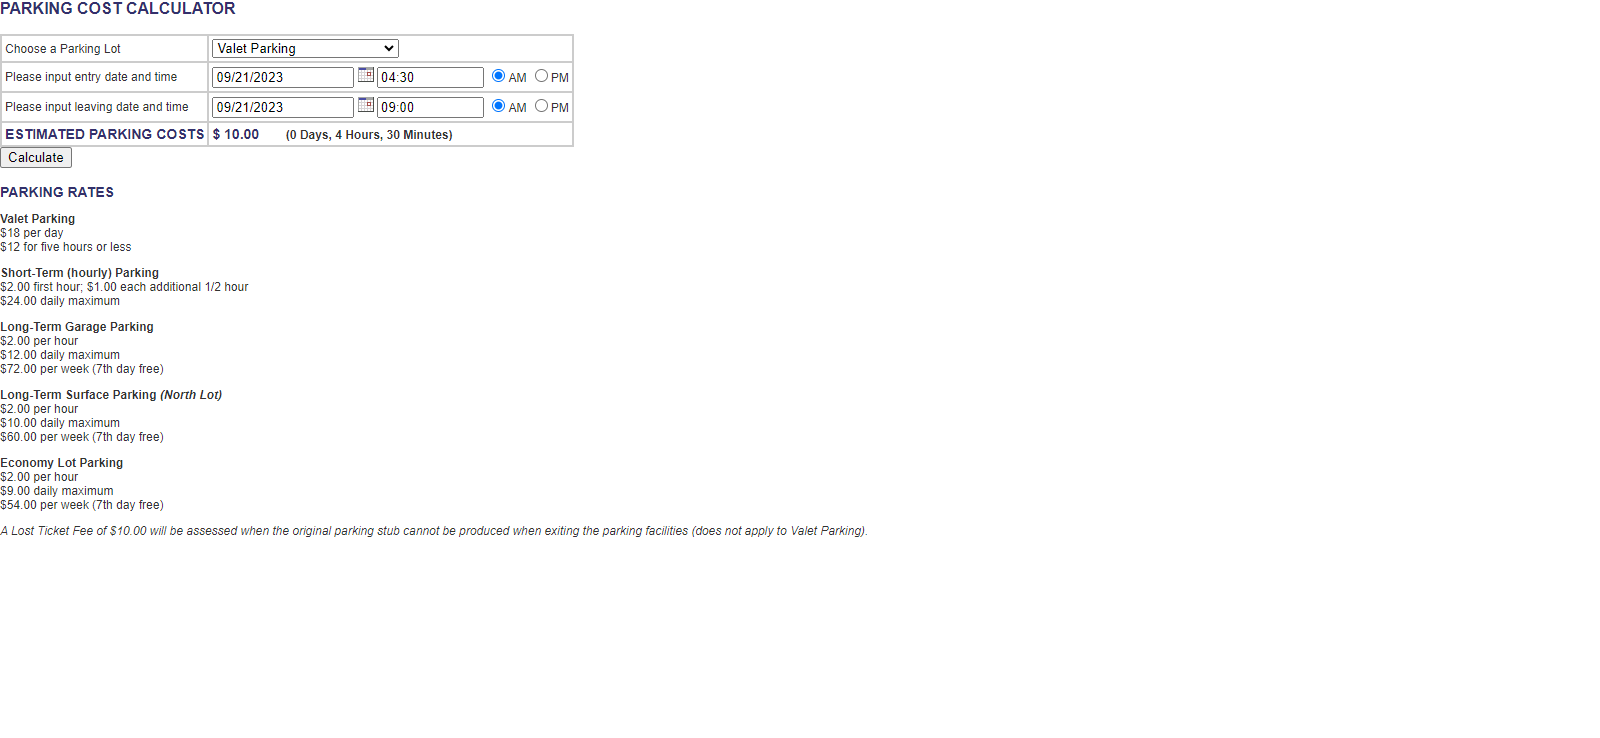 PARKING COST CALCULATOR
Choose a Parking Lot Valet Parking
Please input entry date and time 09/21/2023 04:30 AM PM
Please input leaving date and time 09/21/2023 09:00 AM PM
ESTIMATED PARKING COSTS $ 10.00 (0 Days, 4 Hours, 30 Minutes)
Calculate
PARKING RATES
Valet Parking
$18 per day
$12 for five hours or less
Short-Term (hourly) Parking
$2.00 first hour; $1.00 each additional 1/2 hour
$24.00 daily maximum
Long-Term Garage Parking
$2.00 per hour
$12.00 daily maximum
$72.00 per week (7th day free)
Long-Term Surface Parking (North Lot)
$2.00 per hour
$10.00 daily maximum
$60.00 per week (7th day free)
Economy Lot Parking
$2.00 per hour
$9.00 daily maximum
$54.00 per week (7th day free)
A Lost Ticket Fee of $10.00 will be assessed when the original parking stub cannot be produced when exiting the parking facilities (does not apply to Valet Parking).